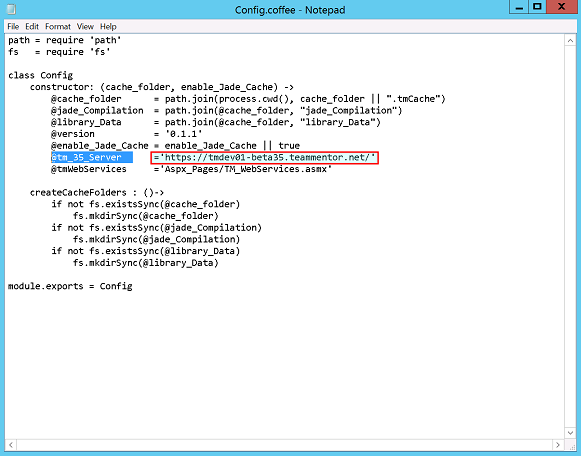 Config.coffee - Notepad
File Edit Format View Help
path = require 'path'
fs   = require 'fs'

class Config
    constructor: (cache_folder, enable_Jade_Cache) ->
        @cache_folder      = path.join(process.cwd(), cache_folder || ".tmCache")
        @jade_Compilation  = path.join(@cache_folder, "jade_Compilation")
        @library_Data      = path.join(@cache_folder, "library_Data")
        @version           = '0.1.1'
        @enable_Jade_Cache = enable_Jade_Cache || true
        @tm_35_Server      ='https://tmdev01-beta35.teammentor.net/'
        @tmWebServices     ='Aspx_Pages/TM_WebServices.asmx'

    createCacheFolders : ()->
        if not fs.existsSync(@cache_folder)
            fs.mkdirSync(@cache_folder)
        if not fs.existsSync(@jade_Compilation)
            fs.mkdirSync(@jade_Compilation)
        if not fs.existsSync(@library_Data)
            fs.mkdirSync(@library_Data)

module.exports = Config